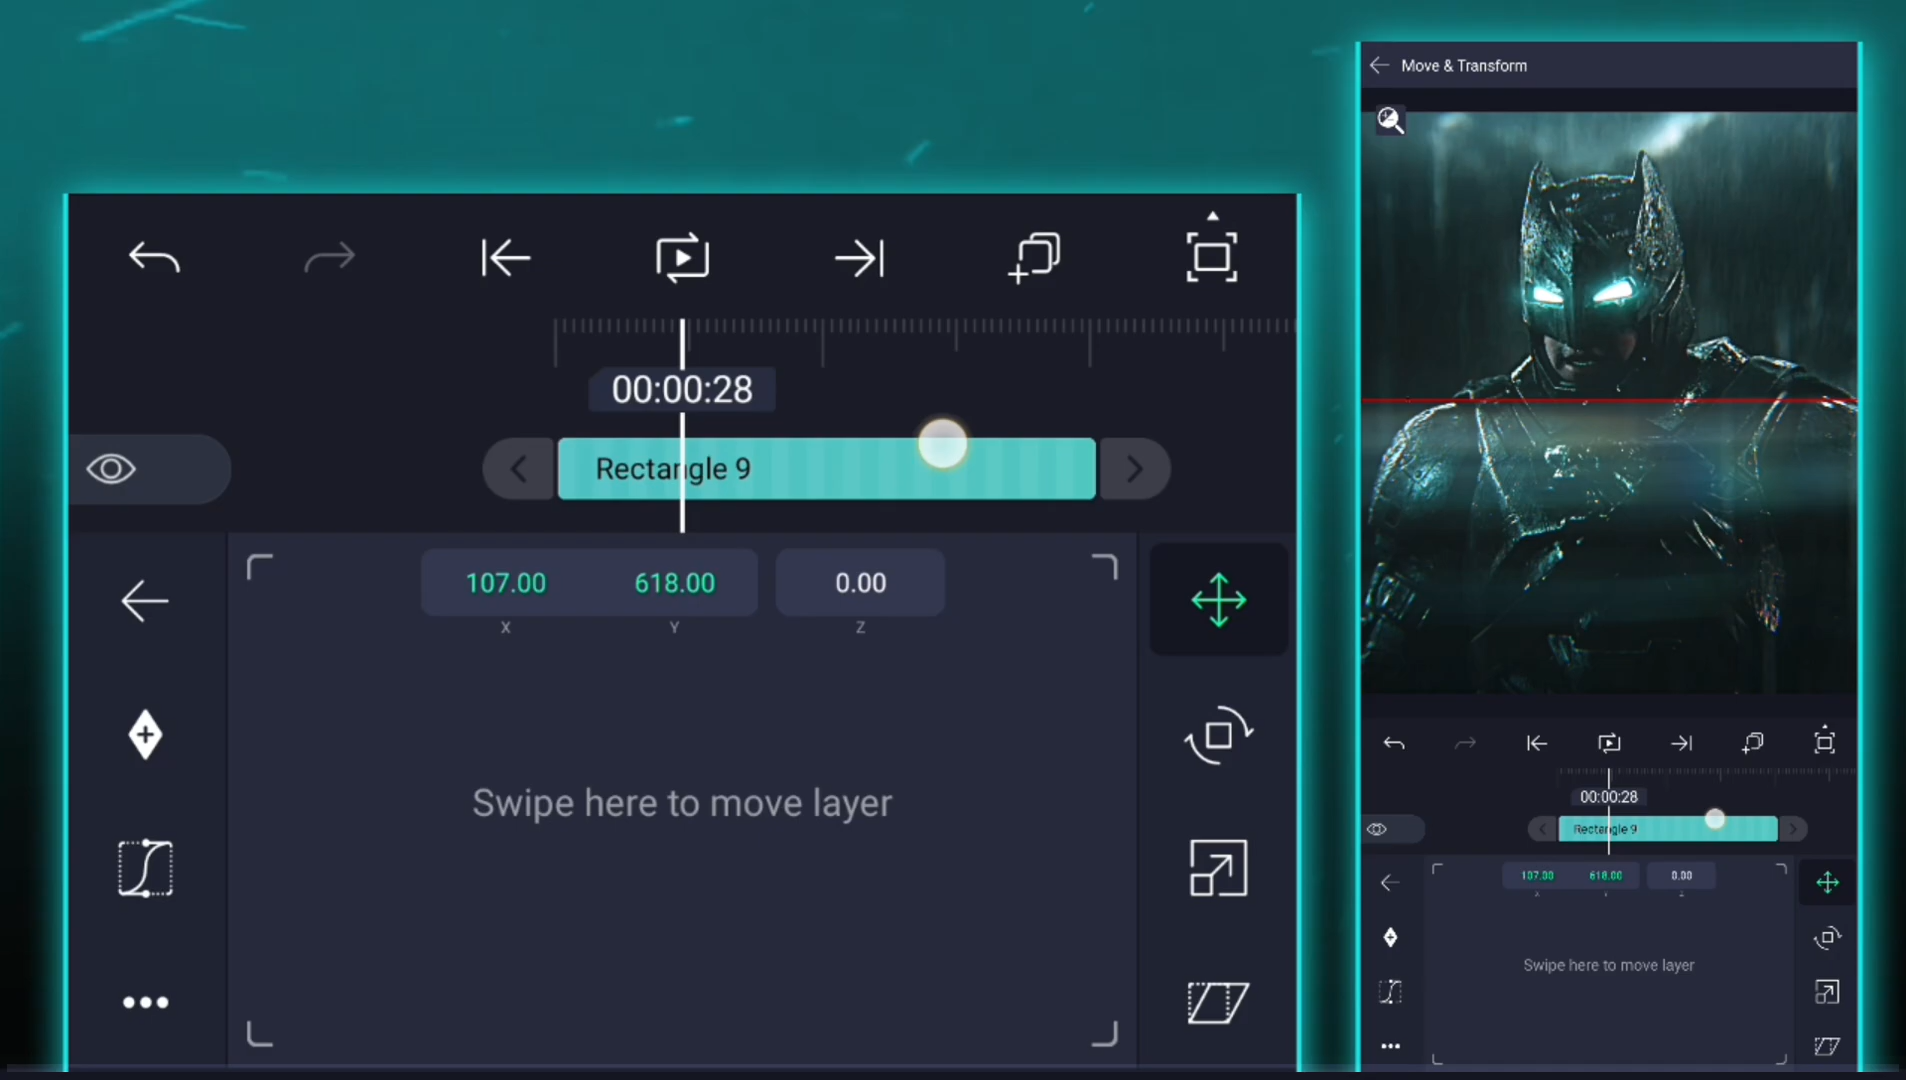 00:00:28
Rectangle 9
107.00 618.00 0.00
X Y Z
Swipe here to move layer
Move & Transform
00:00:28
Rectangle 9
107.00 618.00 0.00
X Y Z
Swipe here to move layer